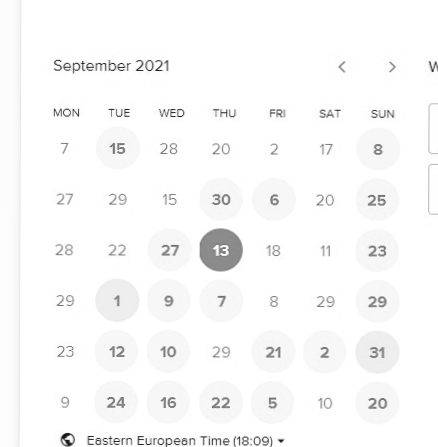 September 2021
W
MON TUE WED THU FRI SAT SUN
7 15 28 20 2 17 8
27 29 15 30 6 20 25
28 22 27 13 18 11 23
29 1 9 7 8 29 29
23 12 10 29 21 2 31
9 24 16 22 5 10 20
Eastern European Time (18:09)